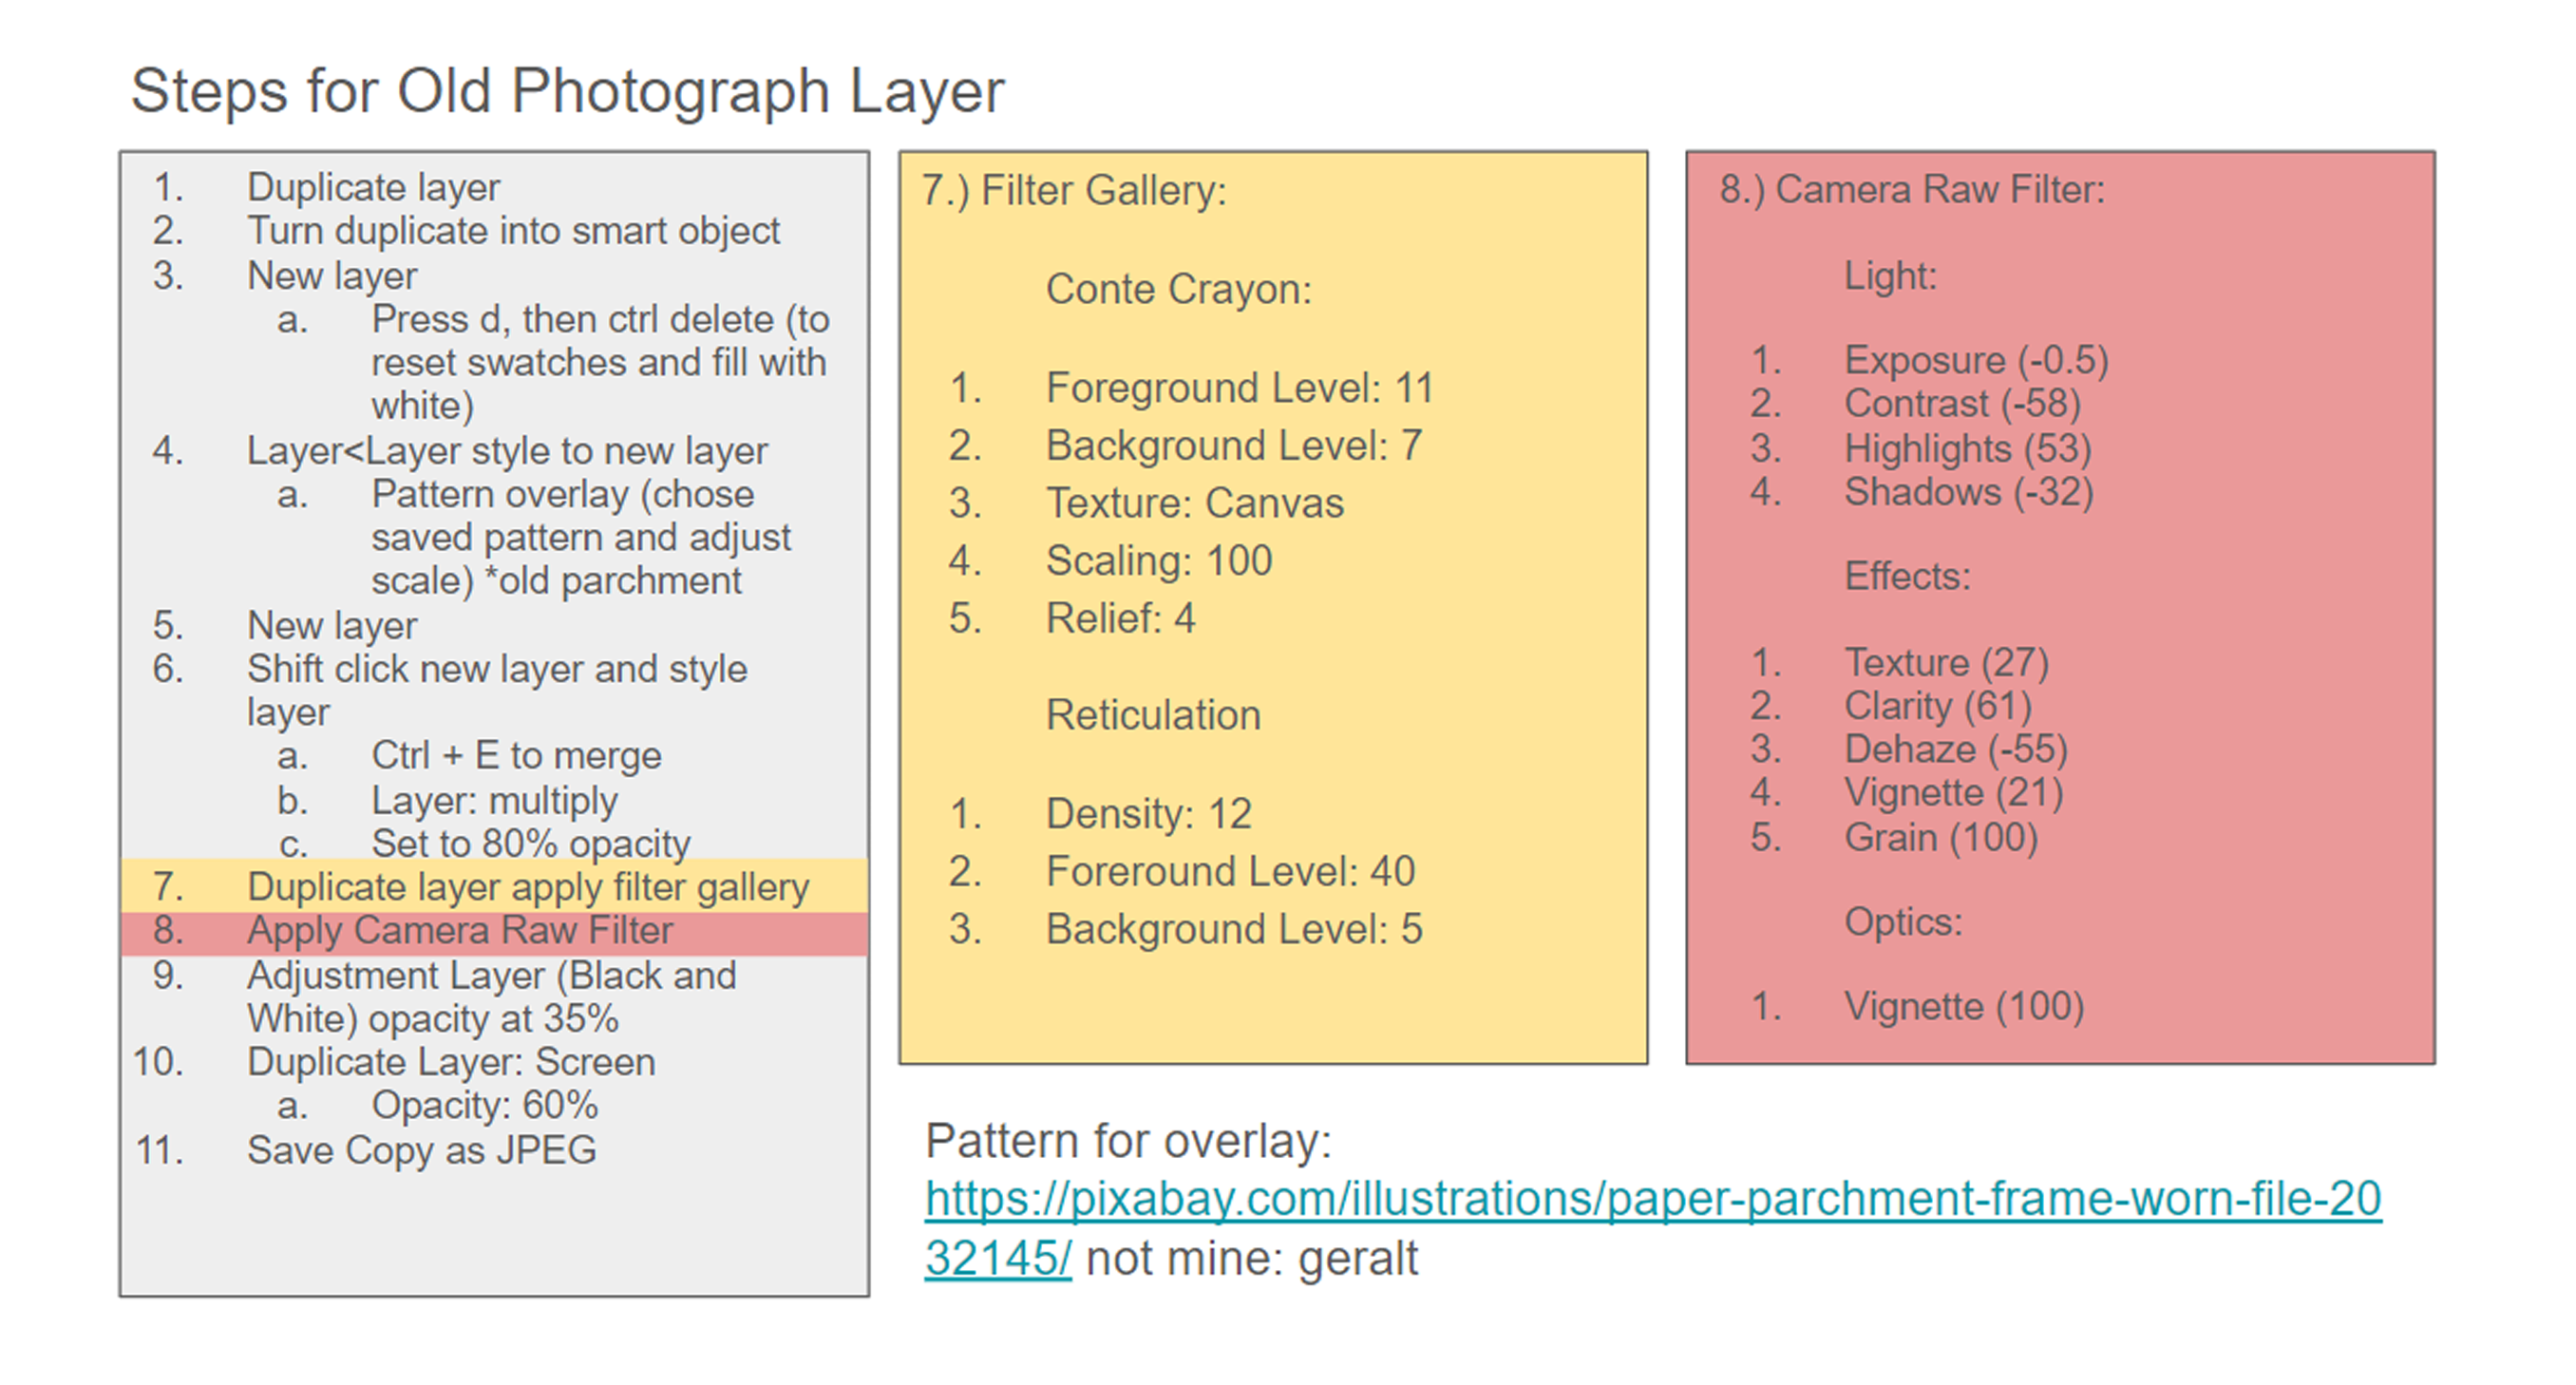 Steps for Old Photograph Layer
1. Duplicate layer
2. Turn duplicate into smart object
3. New layer
a. Press d, then ctrl delete (to
reset swatches and fill with
white)
4. Layer<Layer style to new layer
a. Pattern overlay (chose
saved pattern and adjust
scale) *old parchment
5. New layer
6. Shift click new layer and style
layer
a. Ctrl + E to merge
b. Layer: multiply
c. Set to 80% opacity
7. Duplicate layer apply filter gallery
8. Apply Camera Raw Filter
9. Adjustment Layer (Black and
White) opacity at 35%
10. Duplicate Layer: Screen
a. Opacity: 60%
11. Save Copy as JPEG
7.) Filter Gallery:
Conte Crayon:
1. Foreground Level: 11
2. Background Level: 7
3. Texture: Canvas
4. Scaling: 100
5. Relief: 4
Reticulation
1. Density: 12
2. Foreround Level: 40
3. Background Level: 5
8.) Camera Raw Filter:
Light:
1. Exposure (-0.5)
2. Contrast (-58)
3. Highlights (53)
4. Shadows (-32)
Effects:
1. Texture (27)
2. Clarity (61)
3. Dehaze (-55)
4. Vignette (21)
5. Grain (100)
Optics:
1. Vignette (100)
Pattern for overlay:
https://pixabay.com/illustrations/paper-parchment-frame-worn-file-20
32145/ not mine: geralt